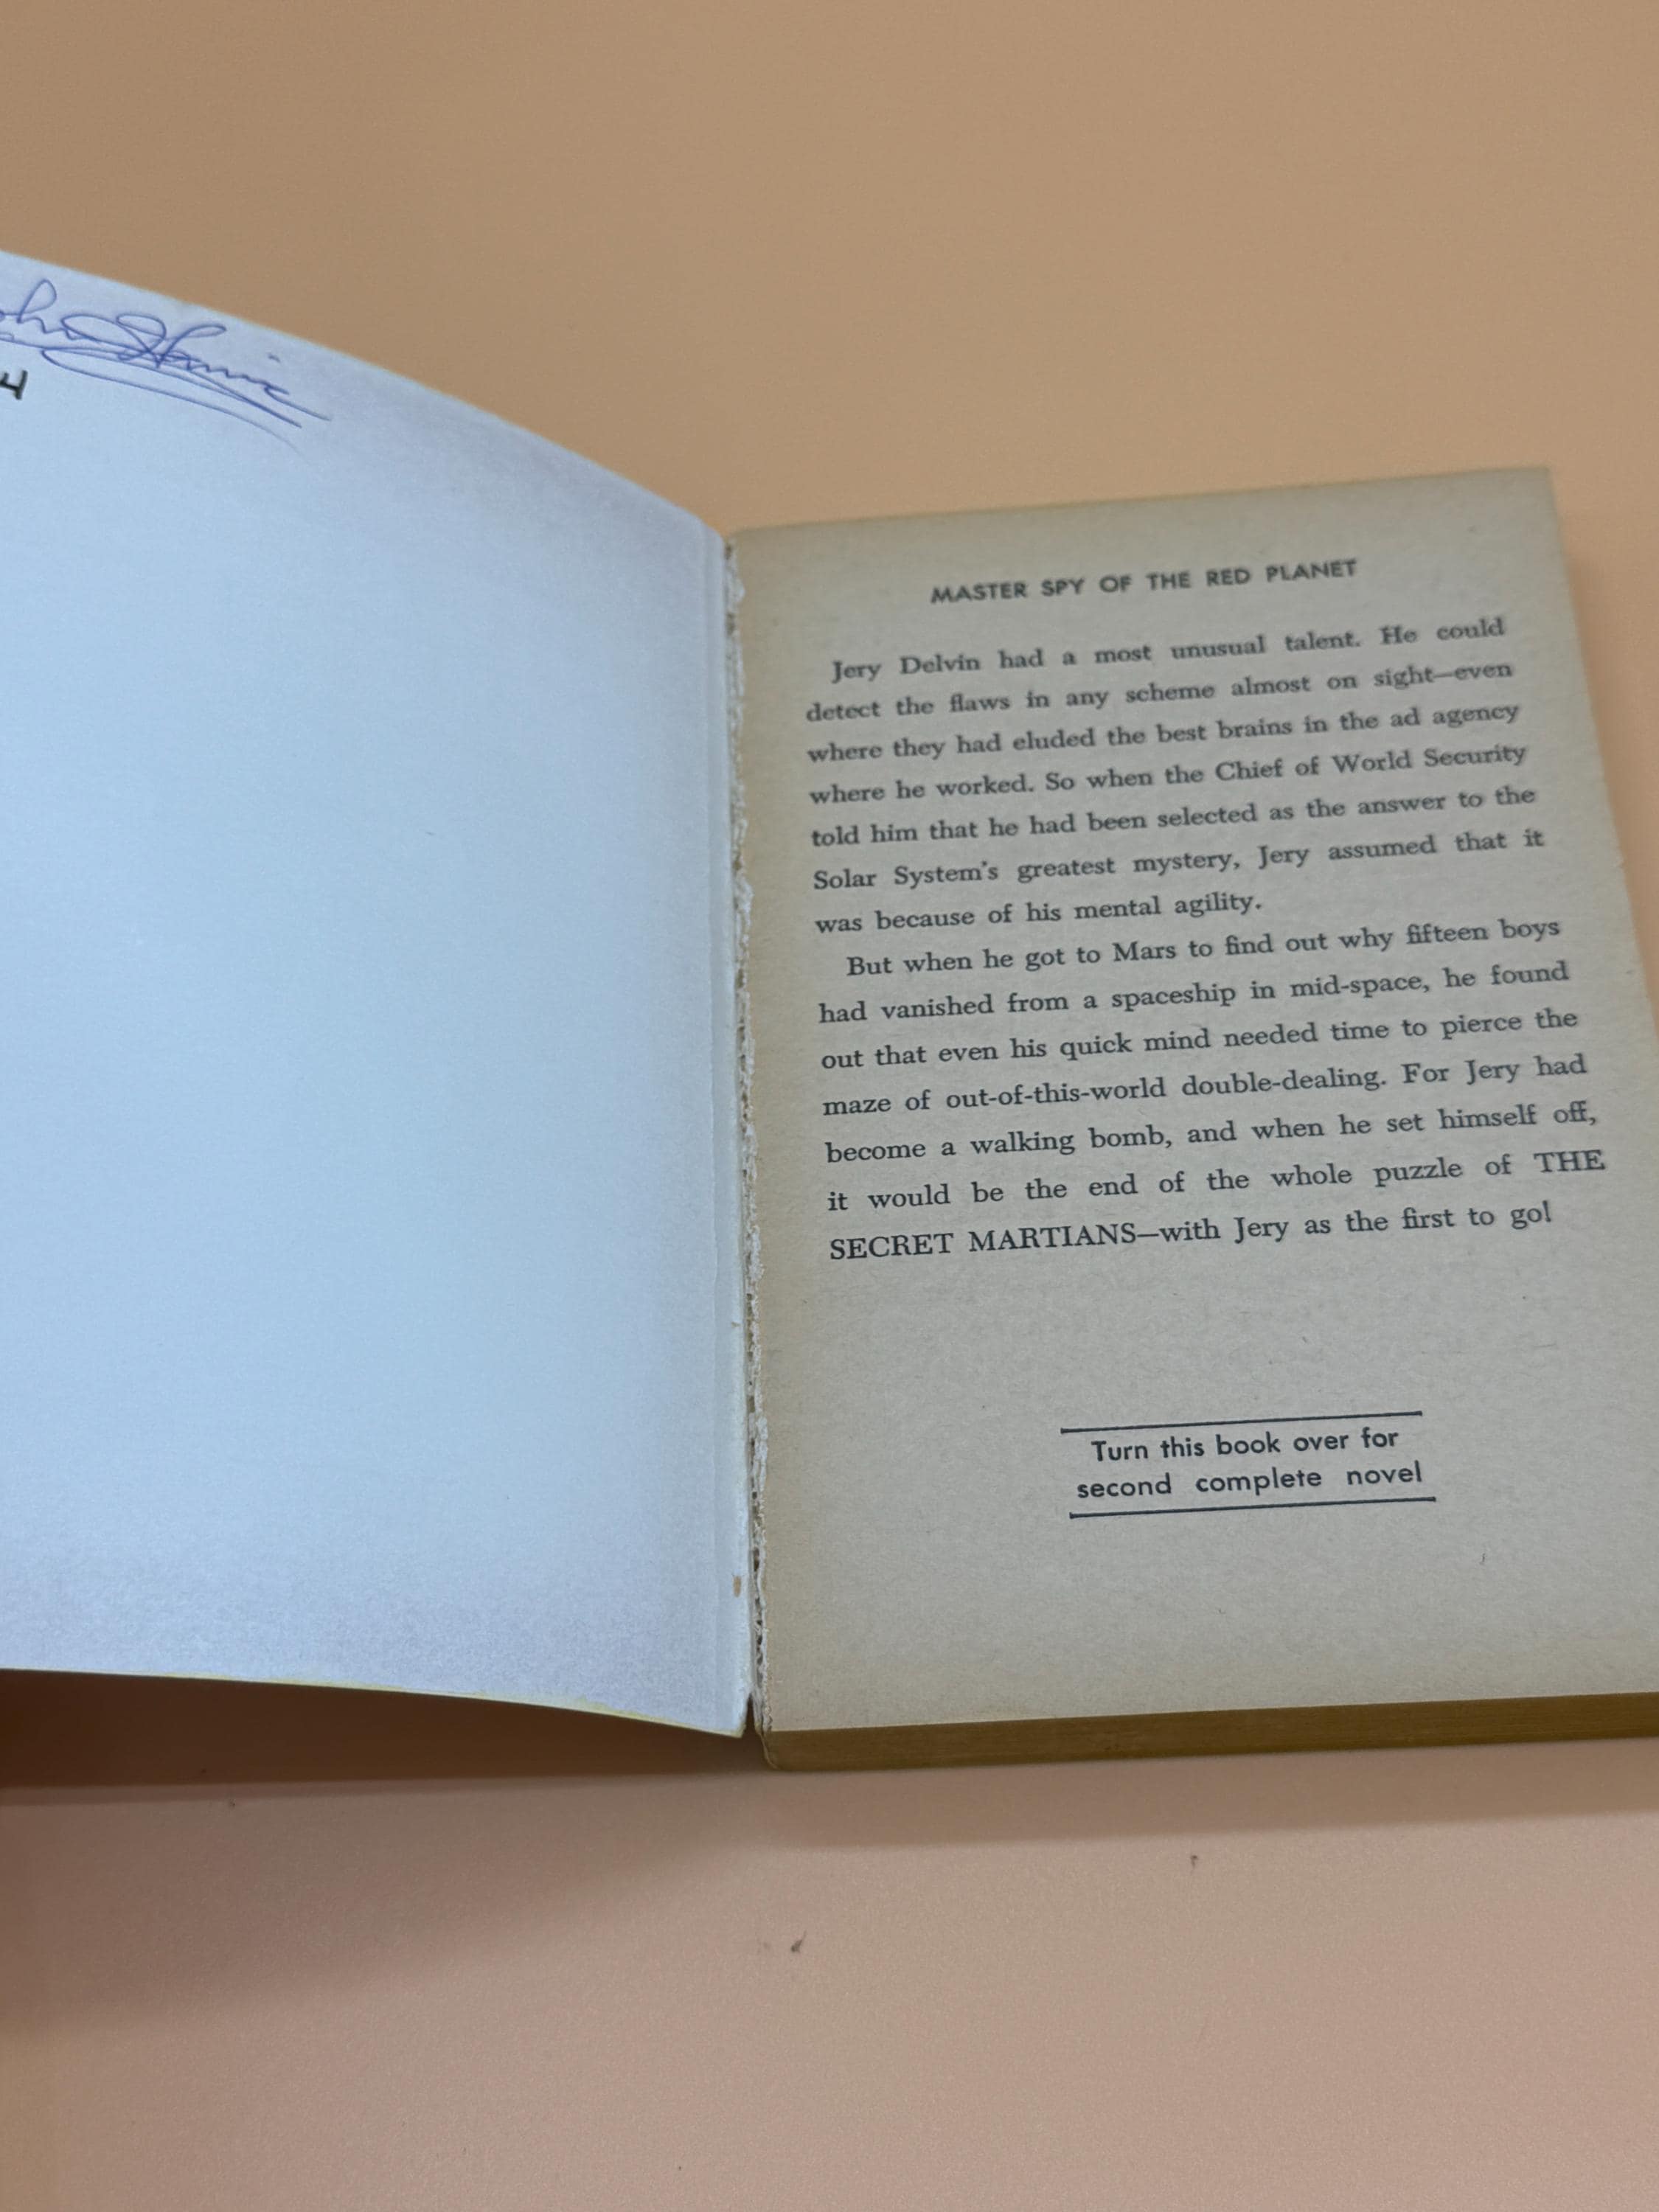 4
MASTER SPY OF THE RED PLANET
Jery Delvin had a most unusual talent. He could
detect the flaws in any scheme almost on sight—even
where they had eluded the best brains in the ad agency
where he worked. So when the Chief of World Security
told him that he had been selected as the answer to the
Solar System's greatest mystery, Jery assumed that it
was because of his mental agility.
But when he got to Mars to find out why fifteen boys
had vanished from a spaceship in mid-space, he found
out that even his quick mind needed time to pierce the
maze of out-of-this-world double-dealing. For Jery had
become a walking bomb, and when he set himself off,
it would be the end of the whole puzzle of THE
SECRET MARTIANS—with Jery as the first to go!
Turn this book over for
second complete novel